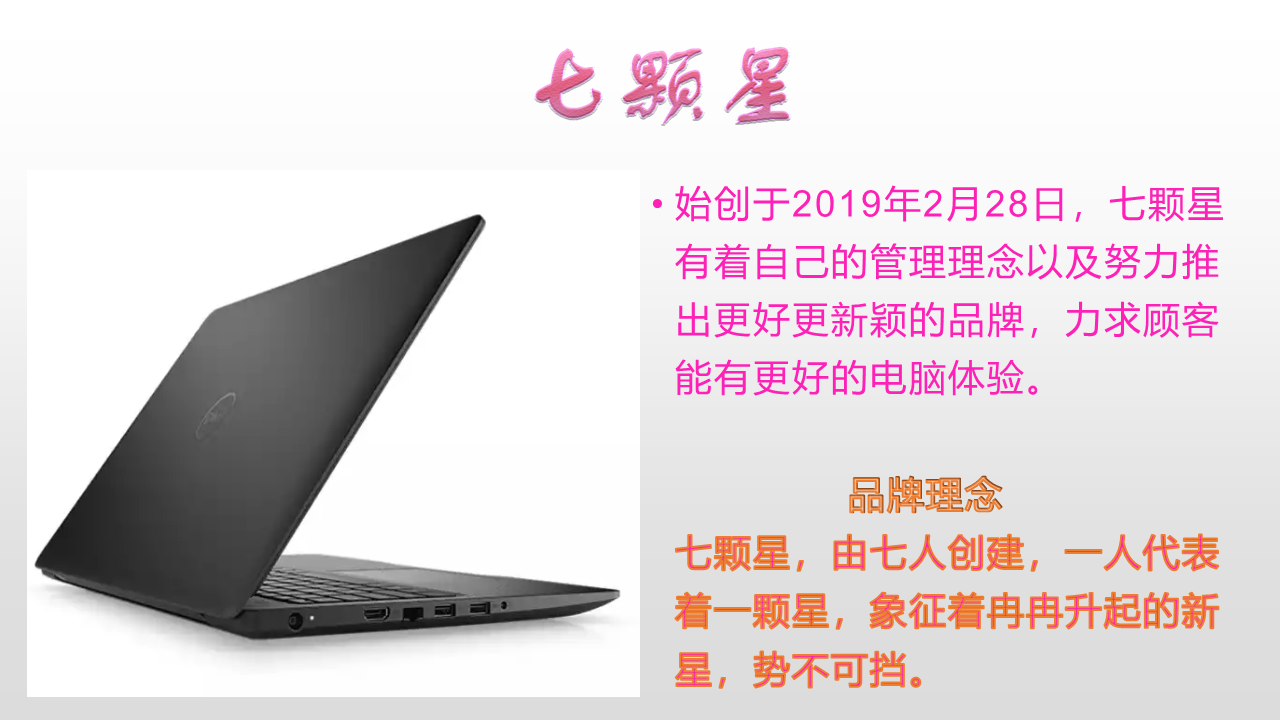 七颗星
• 始创于2019年2月28日，七颗星
有着自己的管理理念以及努力推
出更好更新颖的品牌，力求顾客
能有更好的电脑体验。
品牌理念
七颗星，由七人创建，一人代表
着一颗星，象征着冉冉升起的新
星，势不可挡。